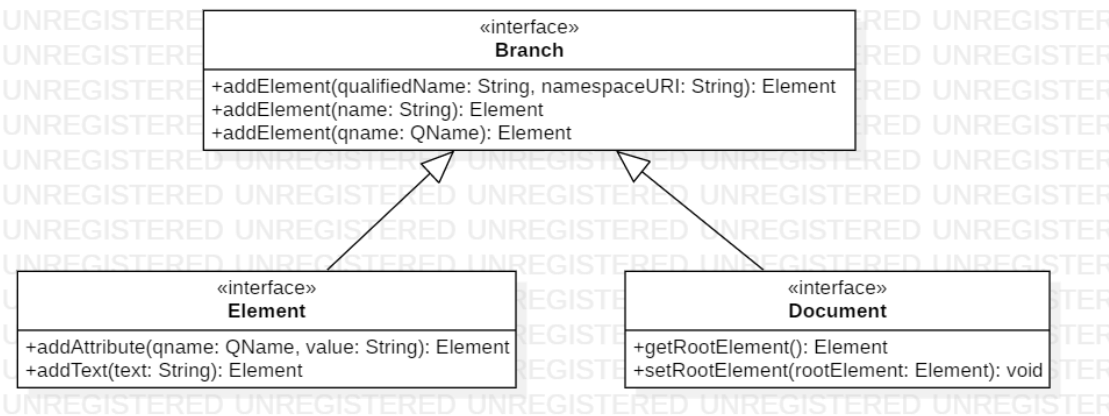 «interface»
Branch
+addElement(qualifiedName: String, namespaceURI: String): Element
+addElement(name: String): Element
+addElement(qname: QName): Element
«interface»
Element
+addAttribute(qname: QName, value: String): Element
+addText(text: String): Element
«interface»
Document
+getRootElement(): Element
+setRootElement(rootElement: Element): void
UNREGISTERED